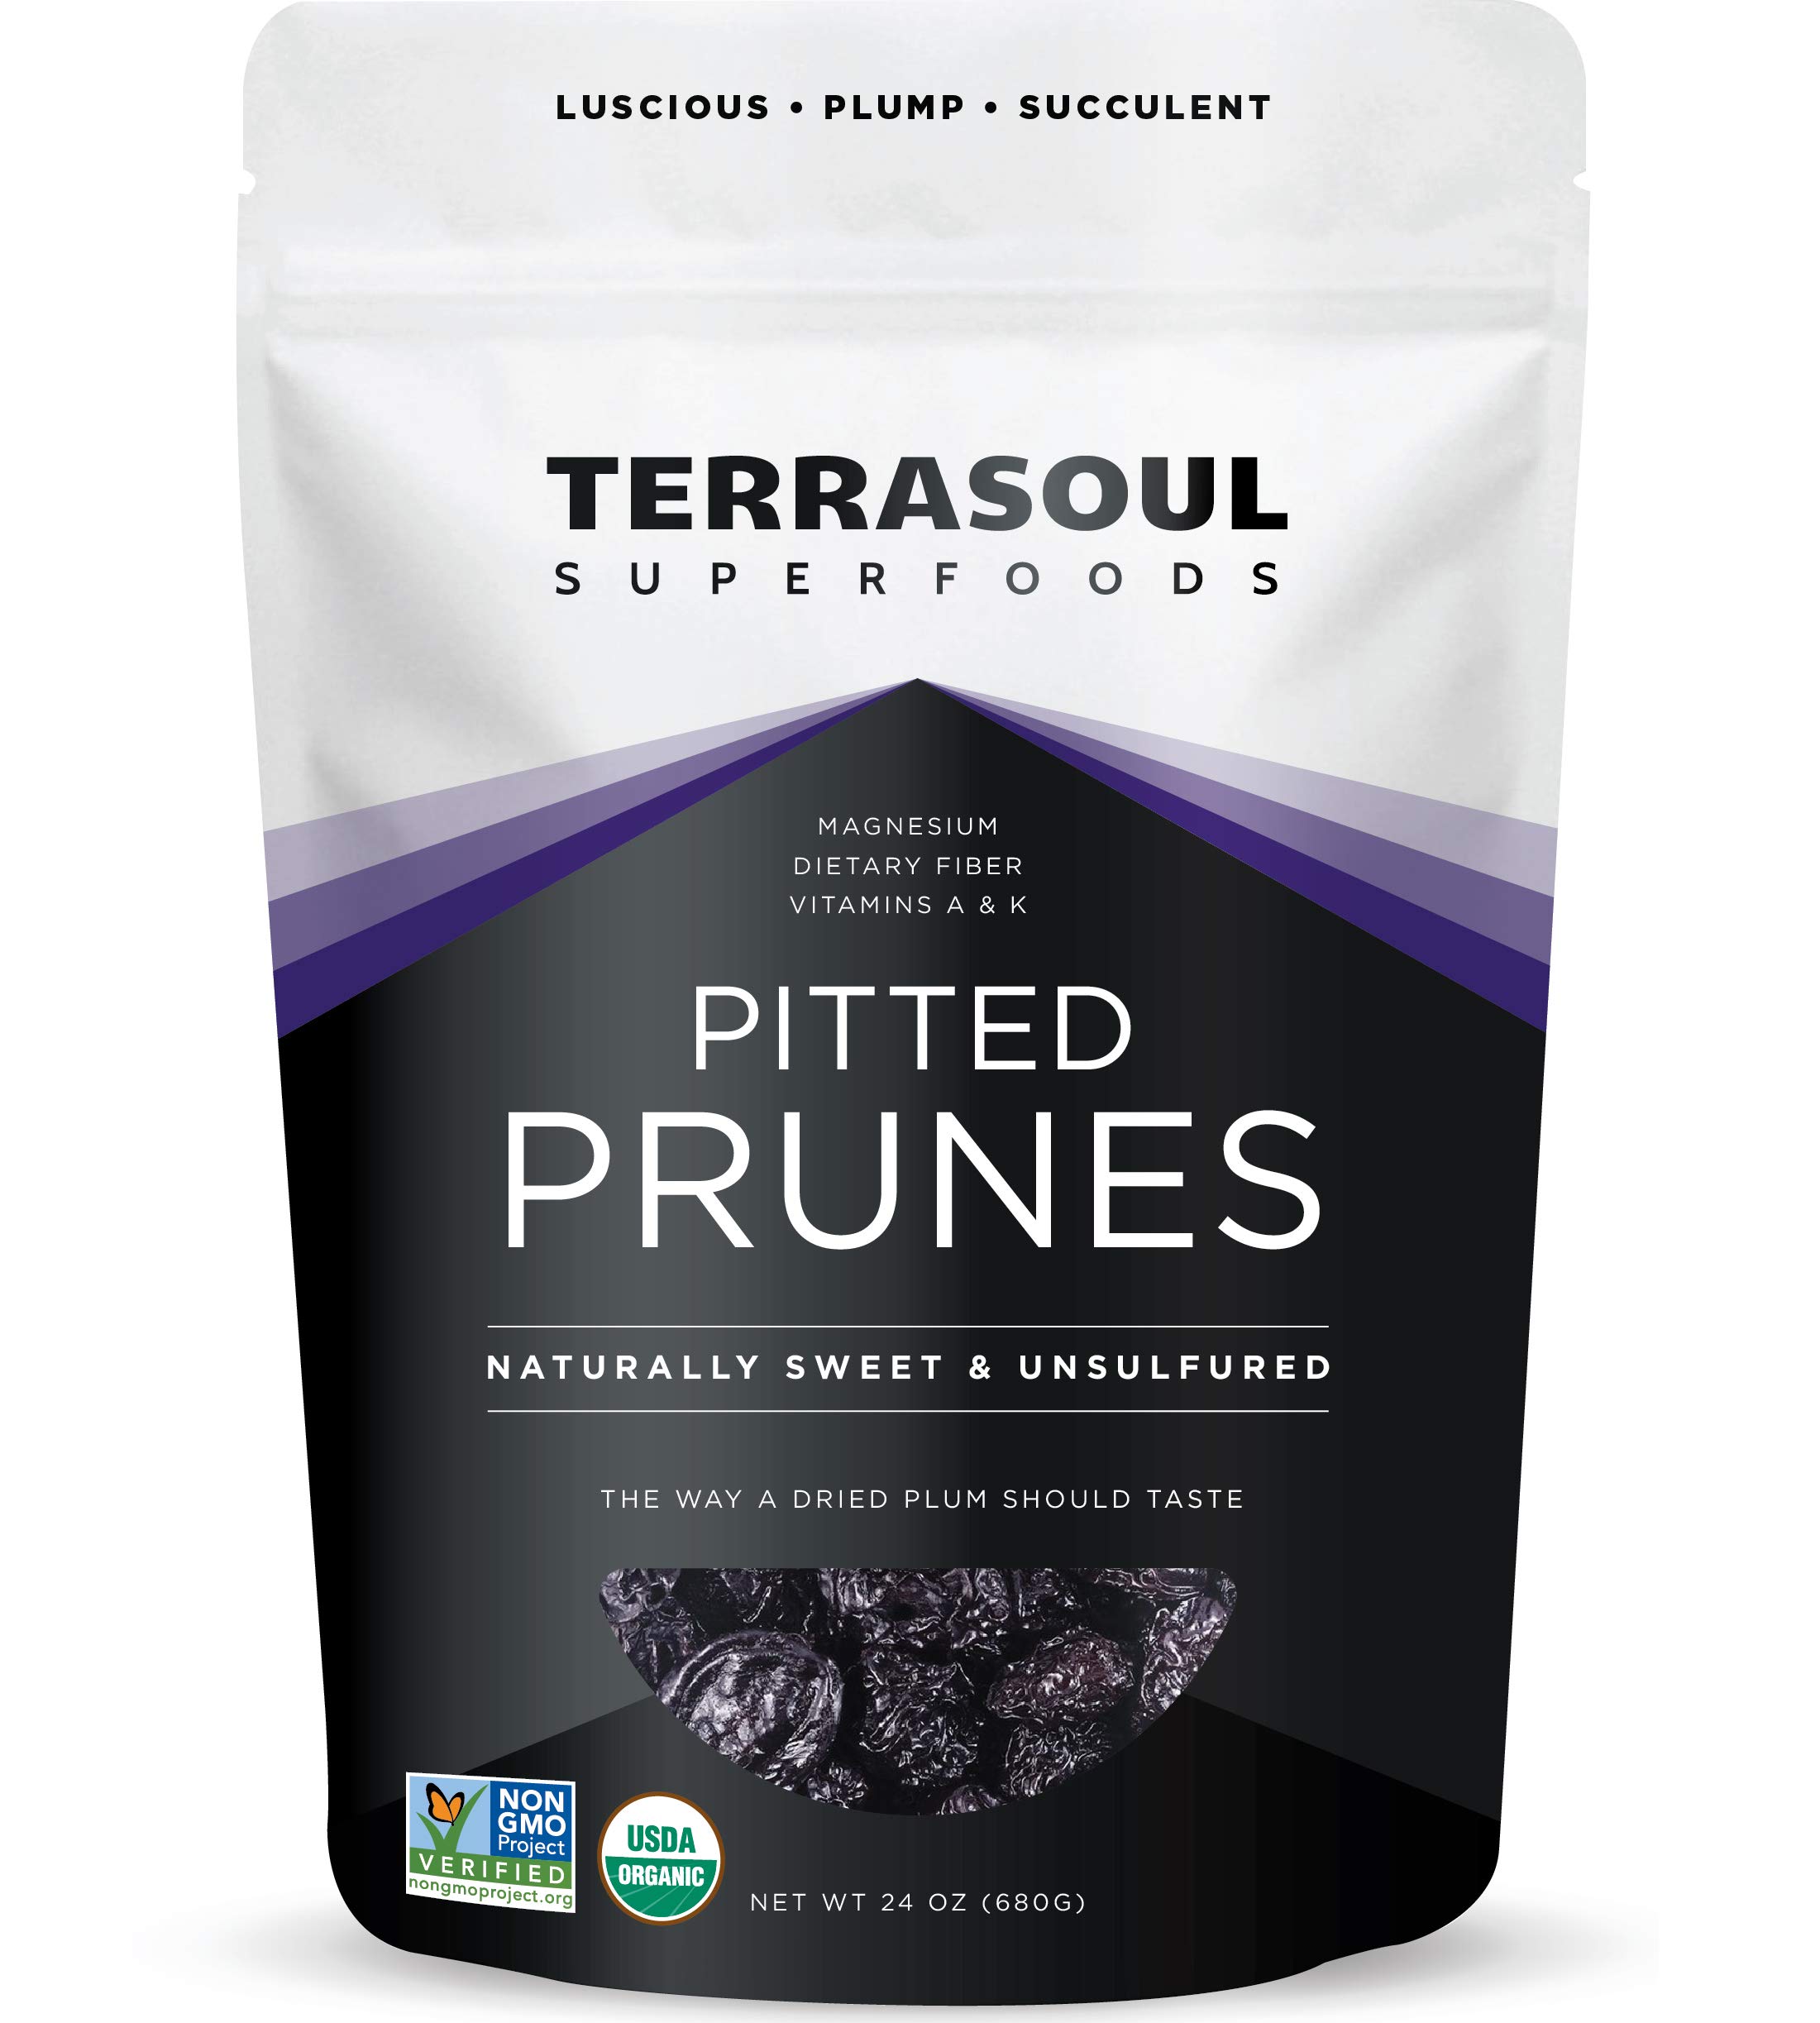 LUSCIOUS • PLUMP • SUCCULENT
TERRASOUL
SUPERFOODS
MAGNESIUM
DIETARY FIBER
VITAMINS A & K
PITTED
PRUNES
NATURALLY SWEET & UNSULFURED
THE WAY A DRIED PLUM SHOULD TASTE
NON
GMO
Project
VERIFIED
nongmoproject.org
USDA
ORGANIC
NET WT 24 OZ (680G)